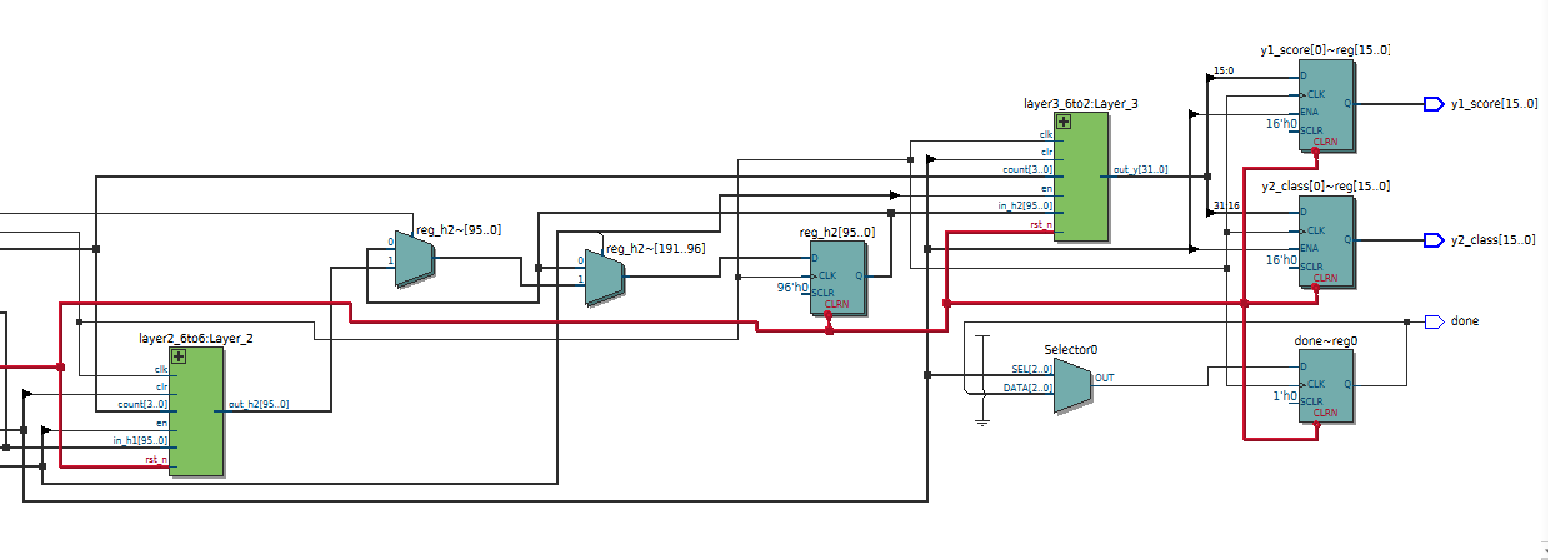 y1_score[0]~reg[15..0]
15:0
D
CLK
ENA
16'h0
SCLR
CLRN
Q
y1_score[15..0]
layer3_6to2:Layer_3
clk
clr
count[3..0]
en
in_h2[95..0]
rst_n
out_y[31..0]
y2_class[0]~reg[15..0]
31:16
D
CLK
ENA
16'h0
SCLR
CLRN
Q
y2_class[15..0]
reg_h2~[95..0]
0
1
reg_h2~[191..96]
0
1
reg_h2[95..0]
D
CLK
96'h0
SCLR
CLRN
Q
done
layer2_6to6:Layer_2
clk
clr
count[3..0]
en
in_h1[95..0]
rst_n
out_h2[95..0]
Selector0
SEL[2..0]
DATA[2..0]
OUT
done~reg0
D
CLK
1'h0
SCLR
CLRN
Q